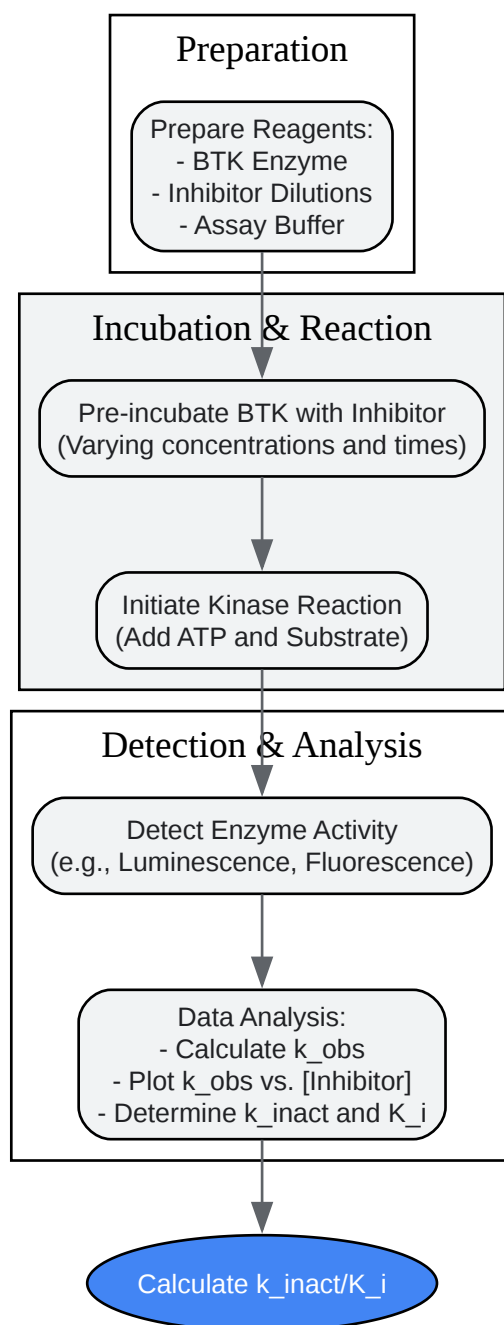 Preparation
Prepare Reagents:
- BTK Enzyme
- Inhibitor Dilutions
- Assay Buffer
Incubation & Reaction
Pre-incubate BTK with Inhibitor
(Varying concentrations and times)
Initiate Kinase Reaction
(Add ATP and Substrate)
Detection & Analysis
Detect Enzyme Activity
(e.g., Luminescence, Fluorescence)
Data Analysis:
- Calculate k_obs
- Plot k_obs vs. [Inhibitor]
- Determine k_inact and K_i
Calculate k_inact/K_i